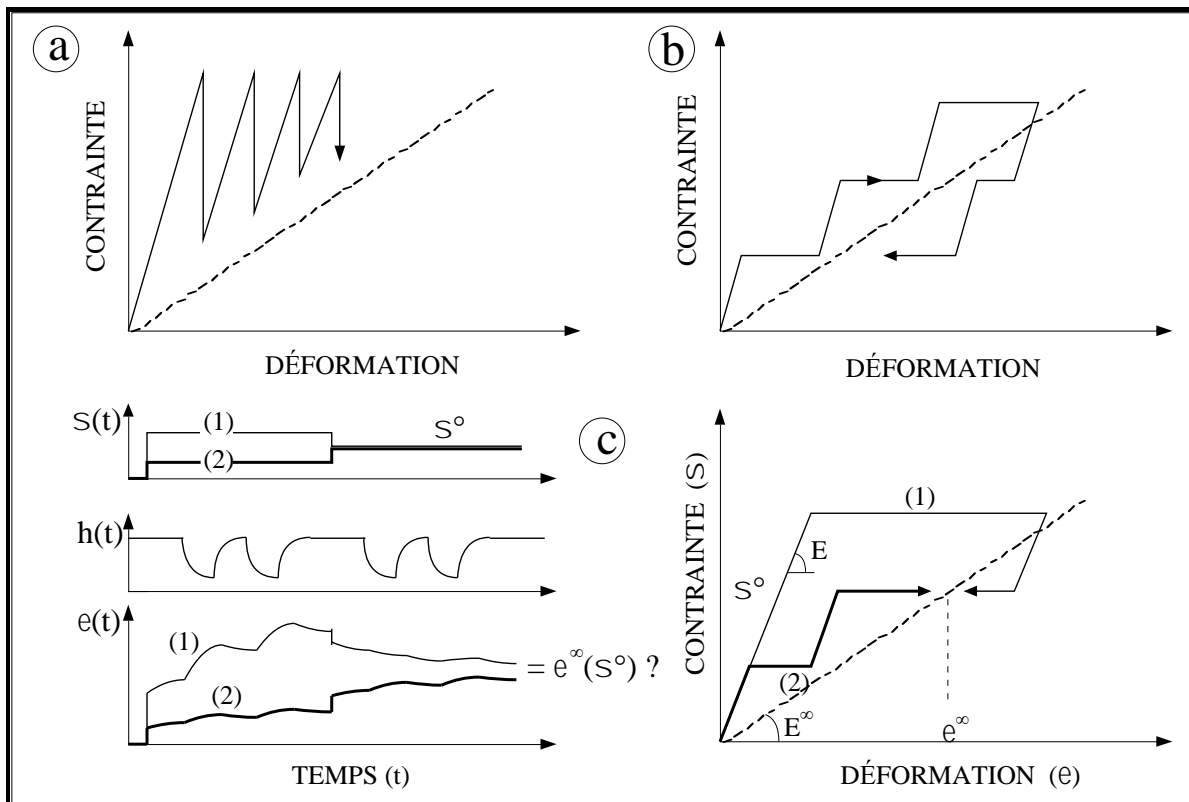 a
CONTRAINTE
DÉFORMATION
b
CONTRAINTE
DÉFORMATION
s(t)
(1)
(2)
s°
h(t)
e(t)
(1)
(2)
= e∞(s°) ?
TEMPS (t)
c
CONTRAINTE (s)
(1)
E
s°
(2)
E∞
e∞
DÉFORMATION (e)